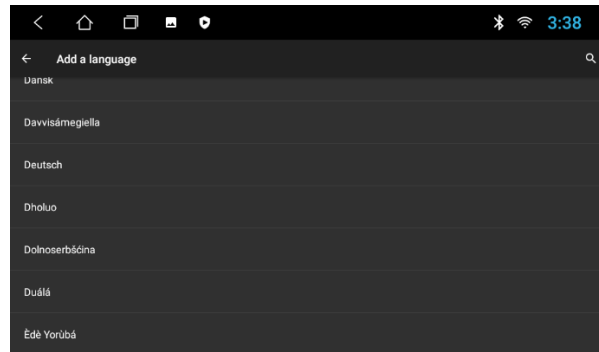 3:38
Add a language
Dansk
Davvisámegiella
Deutsch
Dholuo
Dolnoserbšćina
Duálá
Èdè Yorùbá